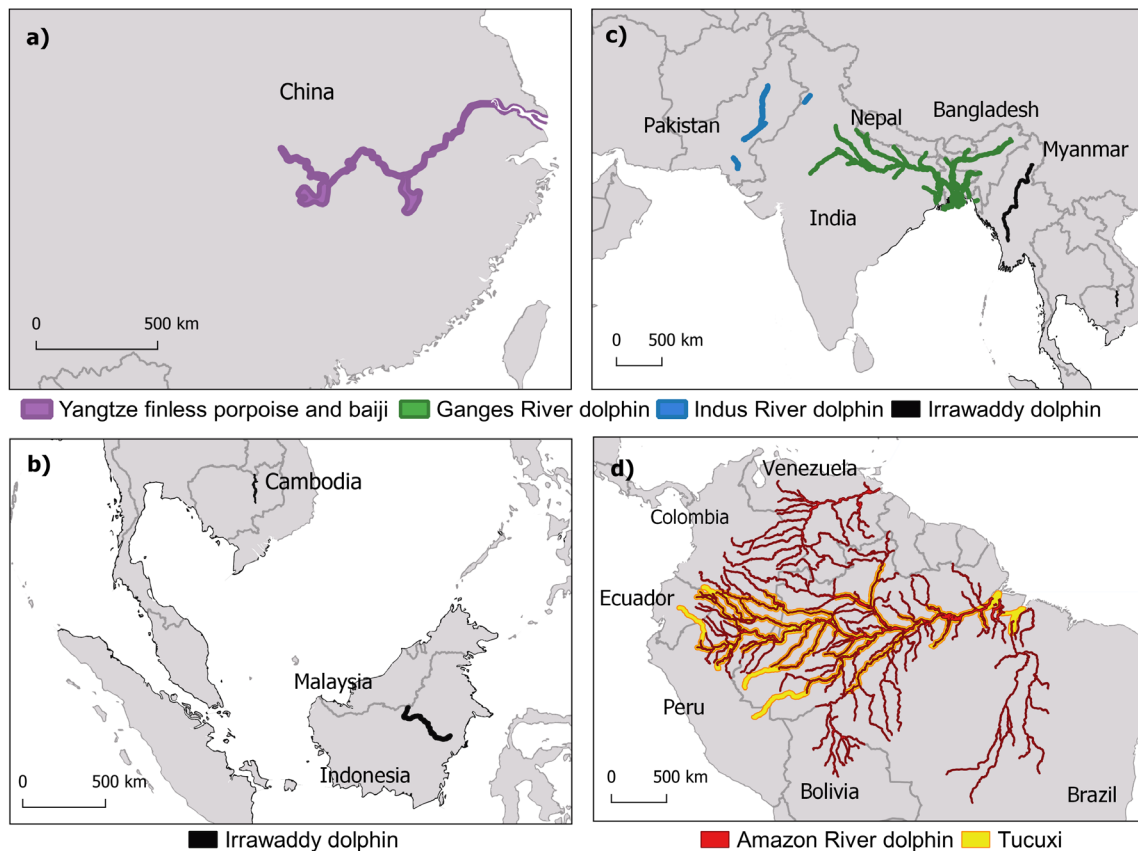 a)
China
0 500 km
c)
Pakistan
Nepal
Bangladesh
Myanmar
India
0 500 km
Yangtze finless porpoise and baiji Ganges River dolphin Indus River dolphin Irrawaddy dolphin
b)
Cambodia
Malaysia
Indonesia
0 500 km
Irrawaddy dolphin
d)
Venezuela
Colombia
Ecuador
Peru
Bolivia
Brazil
0 500 km
Amazon River dolphin Tucuxi